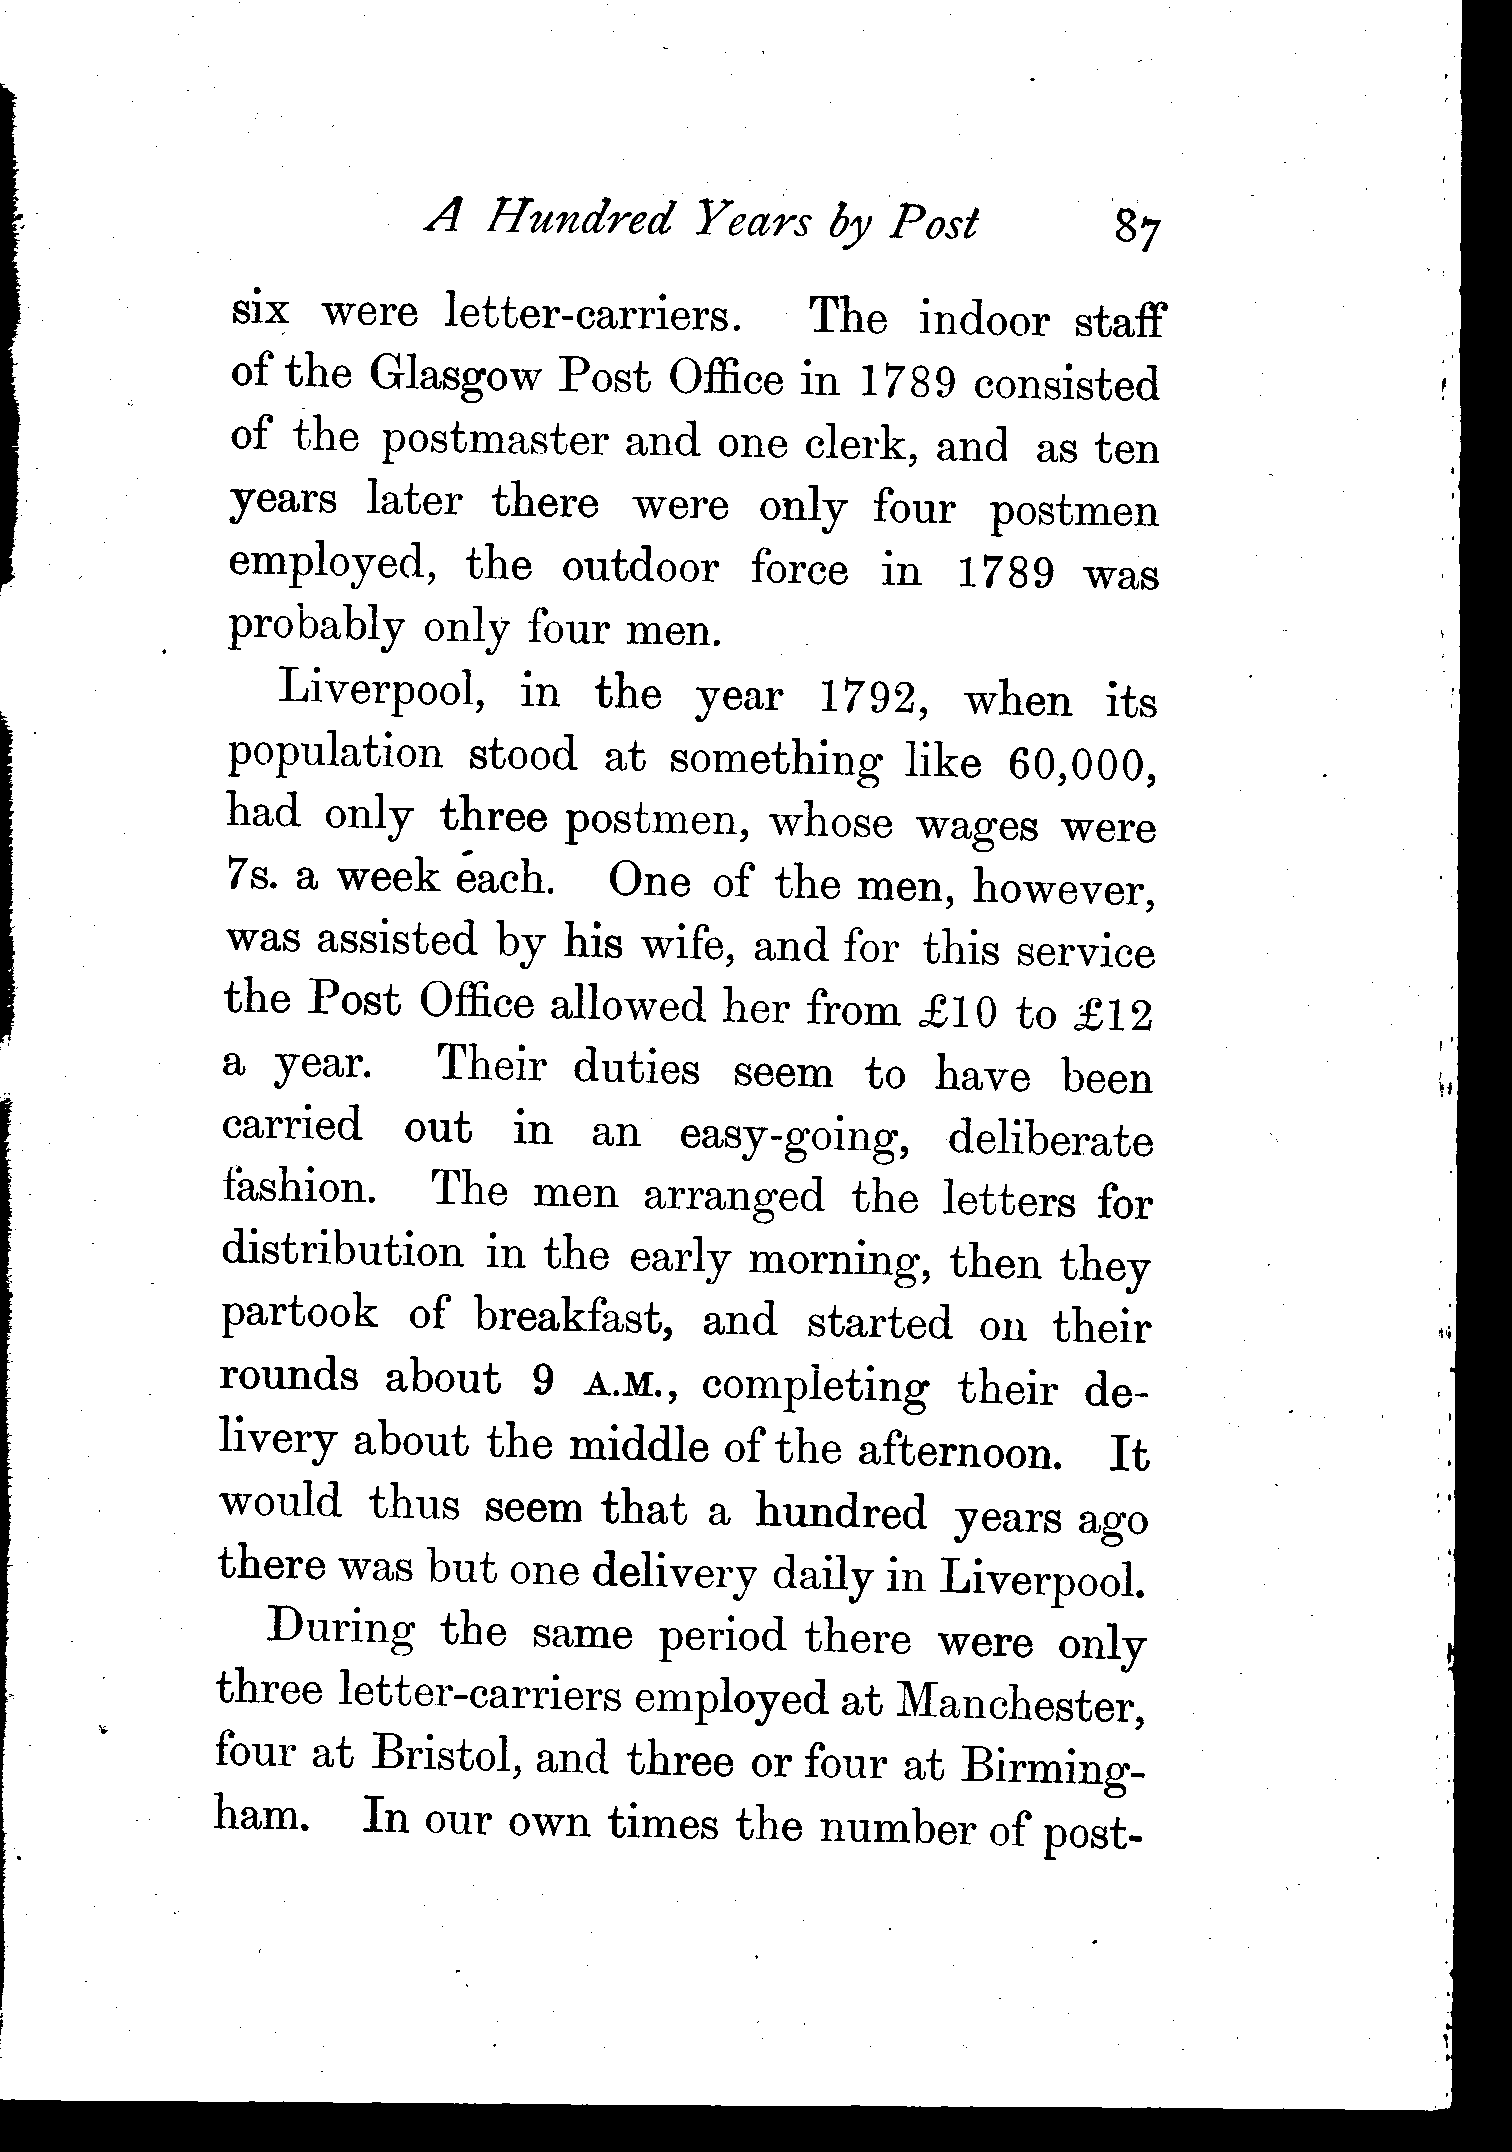 A Hundred Years by Post 87
six were letter-carriers. The indoor staff
of the Glasgow Post Office in 1789 consisted
of the postmaster and one clerk, and as ten
years later there were only four postmen
employed, the outdoor force in 1789 was
probably only four men.
Liverpool, in the year 1792, when its
population stood at something like 60,000,
had only three postmen, whose wages were
7s. a week each. One of the men, however,
was assisted by his wife, and for this service
the Post Office allowed her from £10 to £12
a year. Their duties seem to have been
carried out in an easy-going, deliberate
fashion. The men arranged the letters for
distribution in the early morning, then they
partook of breakfast, and started on their
rounds about 9 A.M., completing their de-
livery about the middle of the afternoon. It
would thus seem that a hundred years ago
there was but one delivery daily in Liverpool.
During the same period there were only
three letter-carriers employed at Manchester,
four at Bristol, and three or four at Birming-
ham. In our own times the number of post-